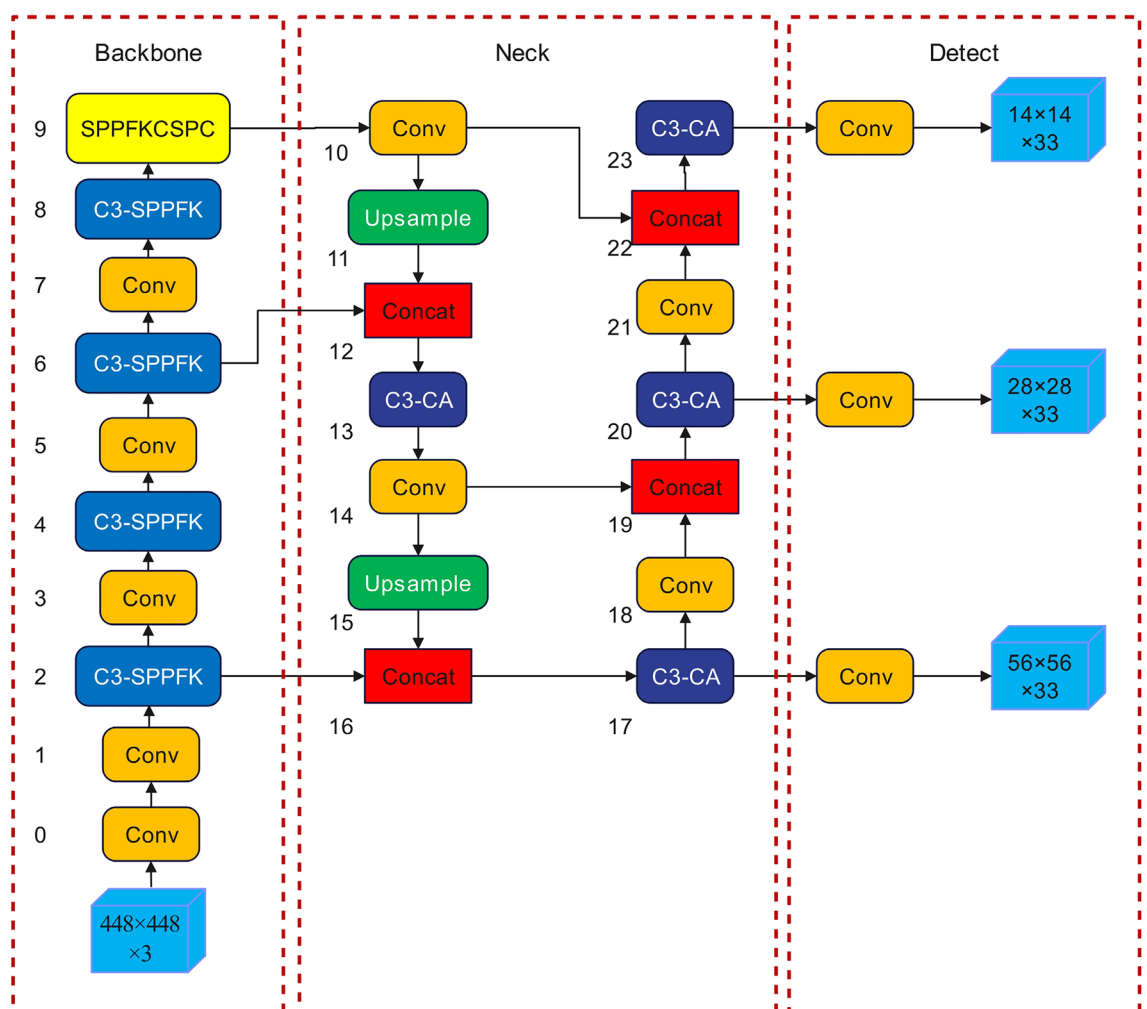 Backbone
Neck
Detect
9
SPPFKCSPC
Conv
10
C3-CA
23
Conv
14×14
×33
8
C3-SPPFK
Upsample
11
Concat
22
7
Conv
Concat
12
Conv
21
6
C3-SPPFK
C3-CA
13
C3-CA
20
Conv
28×28
×33
5
Conv
Conv
14
Concat
19
4
C3-SPPFK
3
Conv
Upsample
15
Conv
18
2
C3-SPPFK
Concat
16
C3-CA
17
Conv
56×56
×33
1
Conv
0
Conv
448×448
×3